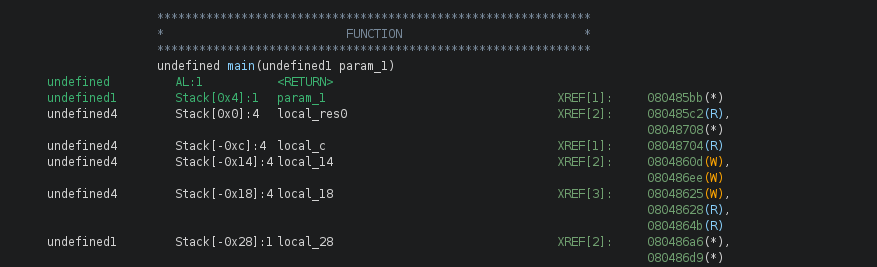 **************************************************************
* FUNCTION *
**************************************************************
undefined main(undefined1 param_1)
undefined AL:1 <RETURN>
undefined1 Stack[0x4]:1 param_1 XREF[1]: 080485bb(*)
undefined4 Stack[0x0]:4 local_res0 XREF[2]: 080485c2(R),
08048708(*)
undefined4 Stack[-0xc]:4 local_c XREF[1]: 08048704(R)
undefined4 Stack[-0x14]:4 local_14 XREF[2]: 0804860d(W),
080486ee(W)
undefined4 Stack[-0x18]:4 local_18 XREF[3]: 08048625(W),
08048628(R),
0804864b(R)
undefined1 Stack[-0x28]:1 local_28 XREF[2]: 080486a6(*),
080486d9(*)